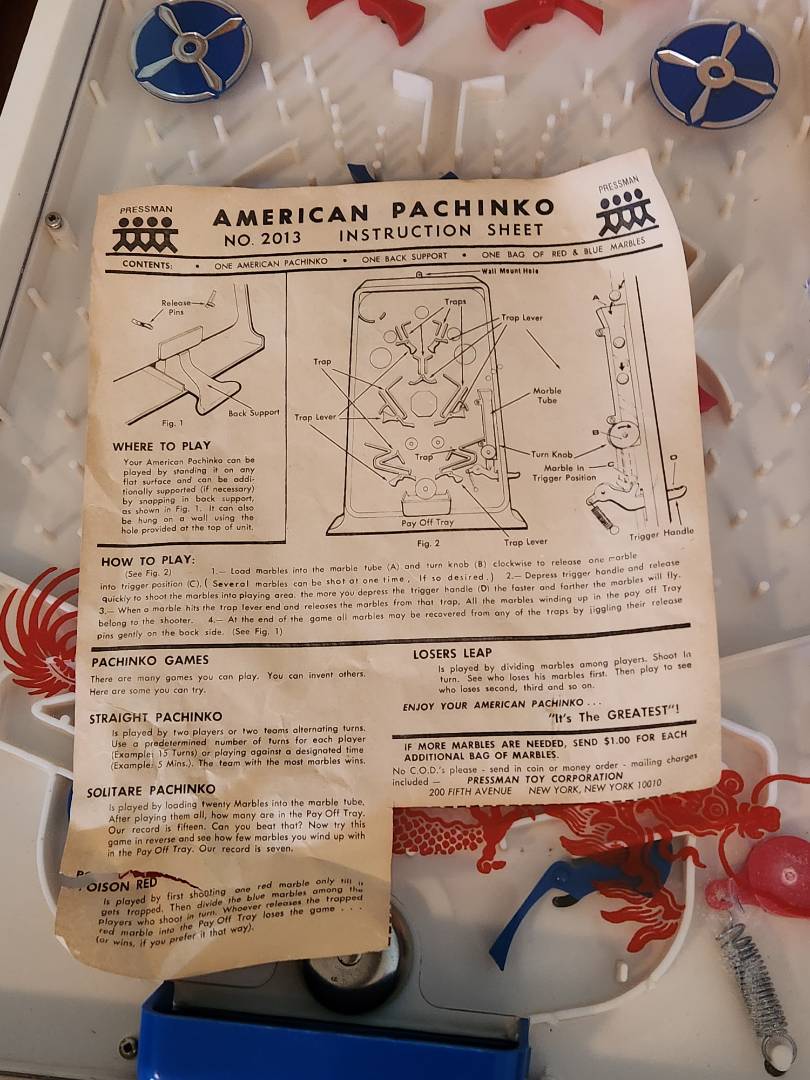 PRESSMAN
AMERICAN PACHINKO
PRESSMAN
NO. 2013 INSTRUCTION SHEET
CONTENTS: • ONE AMERICAN PACHINKO • ONE BACK SUPPORT • ONE BAG OF RED & BLUE MARBLES
Release
Pins
Back Support
Fig. 1
WHERE TO PLAY
Your American Pachinko can be
played by standing it on any
flat surface and can be addi-
tionally supported (if necessary)
by snapping in back support,
as shown in Fig. 1. It can also
be hung on a wall using the
hole provided at the top of unit.
Wall Mount Hole
Traps
Trap Lever
Trap
Trap Lever
Marble
Tube
Trap
Turn Knob
Marble In
Trigger Position
Pay Off Tray
Fig. 2
Trap Lever
A
B
C
D
Trigger Handle
HOW TO PLAY:
(See Fig. 2) 1.— Load marbles into the marble tube (A) and turn knob (B) clockwise to release one marble
into trigger position (C), ( Several marbles can be shot at one time, If so desired.) 2.— Depress trigger handle and release
quickly to shoot the marbles into playing area. the more you depress the trigger handle (D) the faster and farther the marbles will fly.
3.— When a marble hits the trap lever end and releases the marbles from that trap, All the marbles winding up in the pay off Tray
belong to the shooter. 4.— At the end of the game all marbles may be recovered from any of the traps by jiggling their release
pins gently on the back side. (See Fig. 1)
PACHINKO GAMES
There are many games you can play. You can invent others.
Here are some you can try.
STRAIGHT PACHINKO
Is played by two players or two teams alternating turns.
Use a predetermined number of turns for each player
(Example: 15 Turns) or playing against a designated time
(Example: 5 Mins.). The team with the most marbles wins.
SOLITARE PACHINKO
Is played by loading twenty Marbles into the marble tube.
After playing them all, how many are in the Pay Off Tray.
Our record is fifteen. Can you beat that? Now try this
game in reverse and see how few marbles you wind up with
in the Pay Off Tray. Our record is seven.
POISON RED
Is played by first shooting one red marble only till it
gets trapped. Then divide the blue marbles among the
Players who shoot in turn. Whoever releases the trapped
red marble into the Pay Off Tray loses the game . . .
(or wins, if you prefer it that way).
LOSERS LEAP
Is played by dividing marbles among players. Shoot In
turn. See who loses his marbles first. Then play to see
who loses second, third and so on.
ENJOY YOUR AMERICAN PACHINKO . . .
"It's The GREATEST"!
IF MORE MARBLES ARE NEEDED, SEND $1.00 FOR EACH
ADDITIONAL BAG OF MARBLES.
No C.O.D.'s please - send in coin or money order - mailing charges
included — PRESSMAN TOY CORPORATION
200 FIFTH AVENUE NEW YORK, NEW YORK 10010